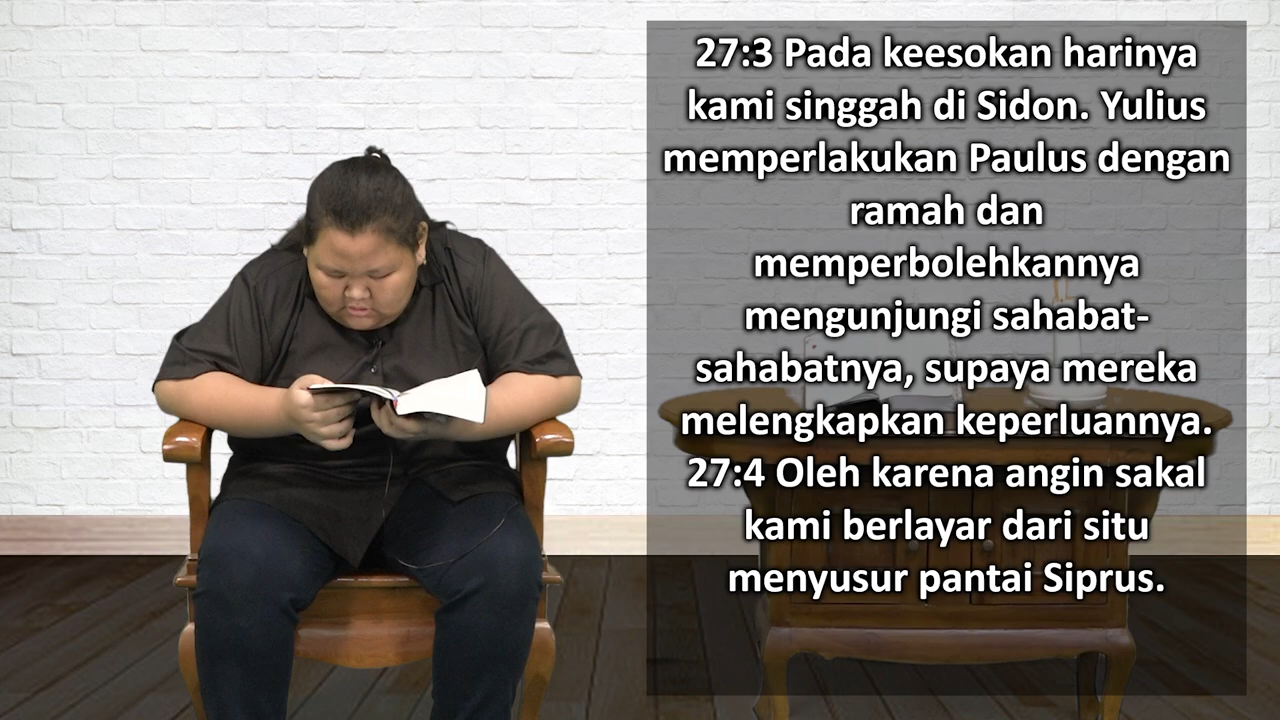 27:3 Pada keesokan harinya
kami singgah di Sidon. Yulius
memperlakukan Paulus dengan
ramah dan
memperbolehkannya
mengunjungi sahabat-
sahabatnya, supaya mereka
melengkapkan keperluannya.
27:4 Oleh karena angin sakal
kami berlayar dari situ
menyusur pantai Siprus.